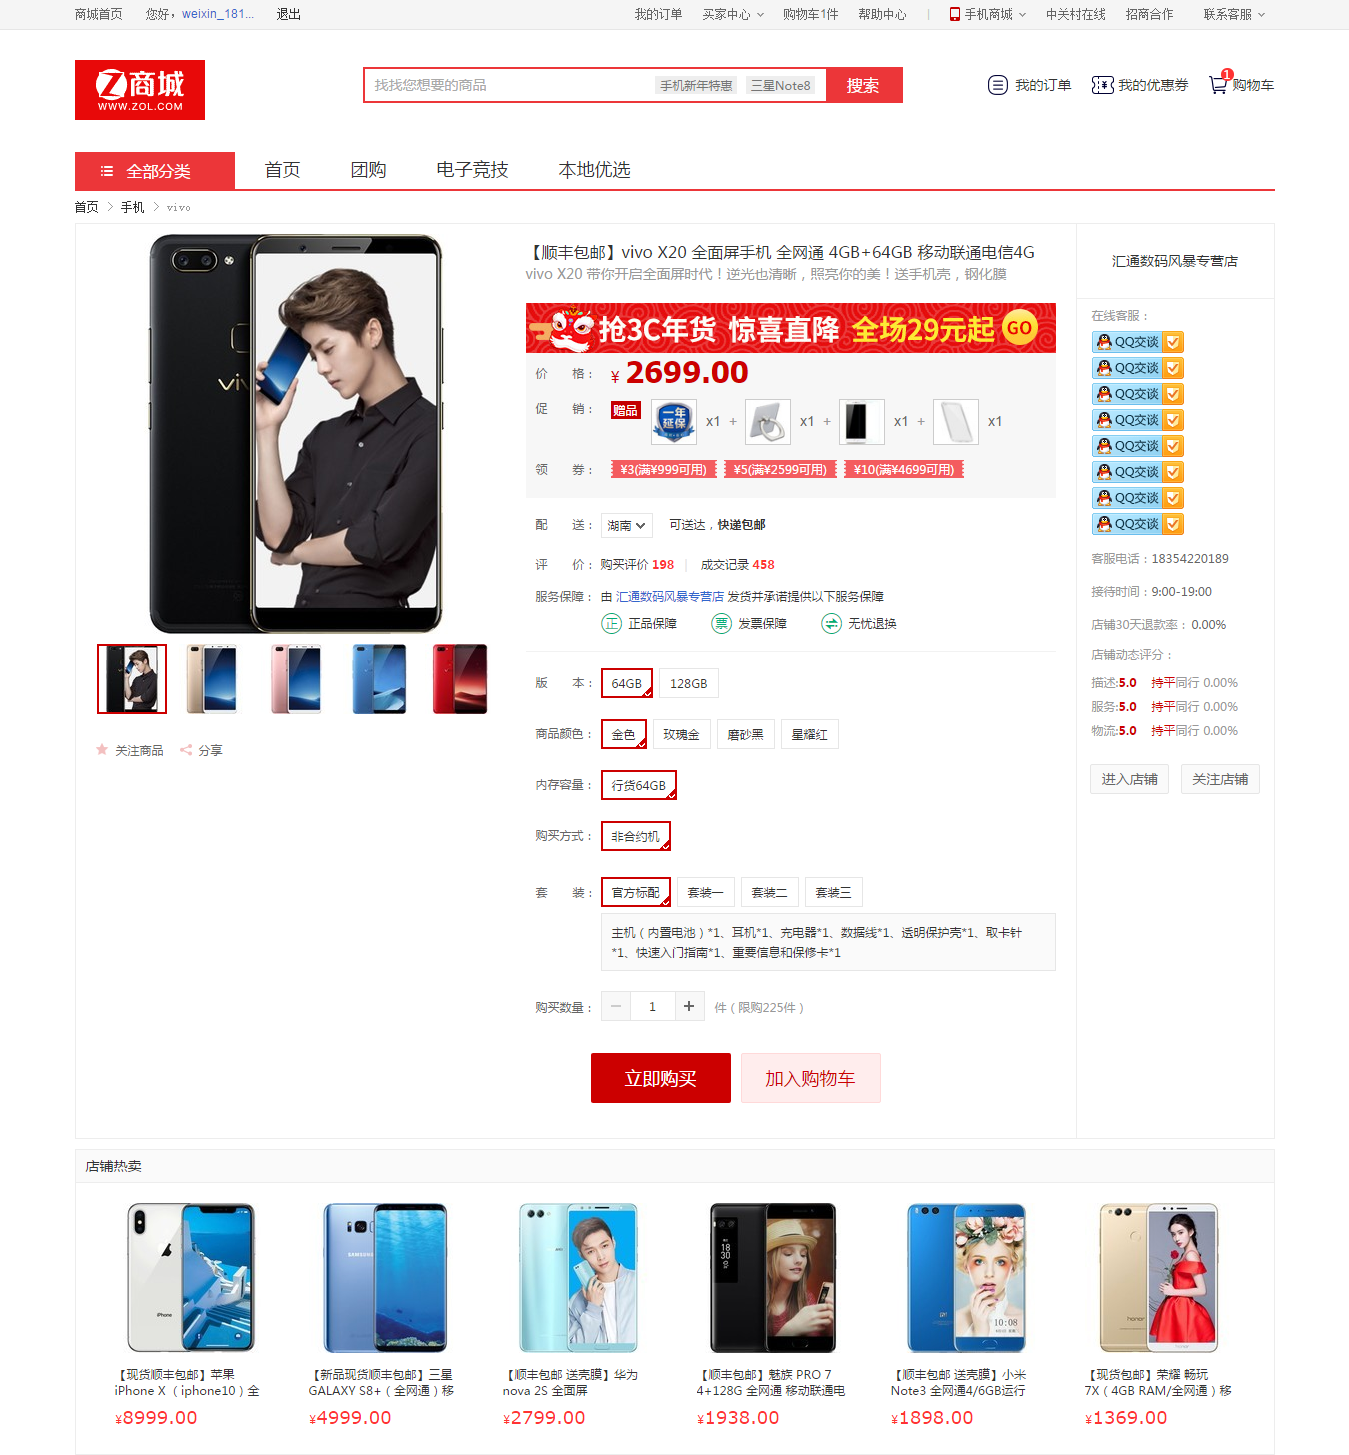 商城首页 您好，weixin_181... 退出 我的订单 买家中心 购物车1件 帮助中心 | 手机商城 中关村在线 招商合作 联系客服
Z商城
WWW.ZOL.COM
找找您想要的商品 手机新年特惠 三星Note8 搜索
我的订单 我的优惠券 1 购物车
全部分类 首页 团购 电子竞技 本地优选
首页 > 手机 > vivo
【顺丰包邮】vivo X20 全面屏手机 全网通 4GB+64GB 移动联通电信4G
vivo X20 带你开启全面屏时代！逆光也清晰，照亮你的美！送手机壳，钢化膜
抢3C年货 惊喜直降 全场29元起 GO
价 格： ¥ 2699.00
促 销： 赠品 一年延保 x1 + x1 + x1 + x1
领 券： ¥3(满¥999可用) ¥5(满¥2599可用) ¥10(满¥4699可用)
配 送： 湖南 可送达，快递包邮
评 价： 购买评价 198 | 成交记录 458
服务保障： 由 汇通数码风暴专营店 发货并承诺提供以下服务保障
正 正品保障 票 发票保障 无忧退换
版 本： 64GB 128GB
商品颜色： 金色 玫瑰金 磨砂黑 星耀红
内存容量： 行货64GB
购买方式： 非合约机
套 装： 官方标配 套装一 套装二 套装三
主机（内置电池）*1、耳机*1、充电器*1、数据线*1、透明保护壳*1、取卡针
*1、快速入门指南*1、重要信息和保修卡*1
购买数量： － 1 + 件（限购225件）
立即购买 加入购物车
关注商品 分享
汇通数码风暴专营店
在线客服：
QQ交谈
QQ交谈
QQ交谈
QQ交谈
QQ交谈
QQ交谈
QQ交谈
QQ交谈
客服电话：18354220189
接待时间：9:00-19:00
店铺30天退款率： 0.00%
店铺动态评分：
描述:5.0 持平同行 0.00%
服务:5.0 持平同行 0.00%
物流:5.0 持平同行 0.00%
进入店铺 关注店铺
店铺热卖
【现货顺丰包邮】苹果
iPhone X （iphone10）全
¥8999.00
【新品现货顺丰包邮】三星
GALAXY S8+（全网通）移
¥4999.00
【顺丰包邮 送壳膜】华为
nova 2S 全面屏
¥2799.00
【顺丰包邮】魅族 PRO 7
4+128G 全网通 移动联通电
¥1938.00
【顺丰包邮 送壳膜】小米
Note3 全网通4/6GB运行
¥1898.00
【现货包邮】荣耀 畅玩
7X（4GB RAM/全网通）移
¥1369.00